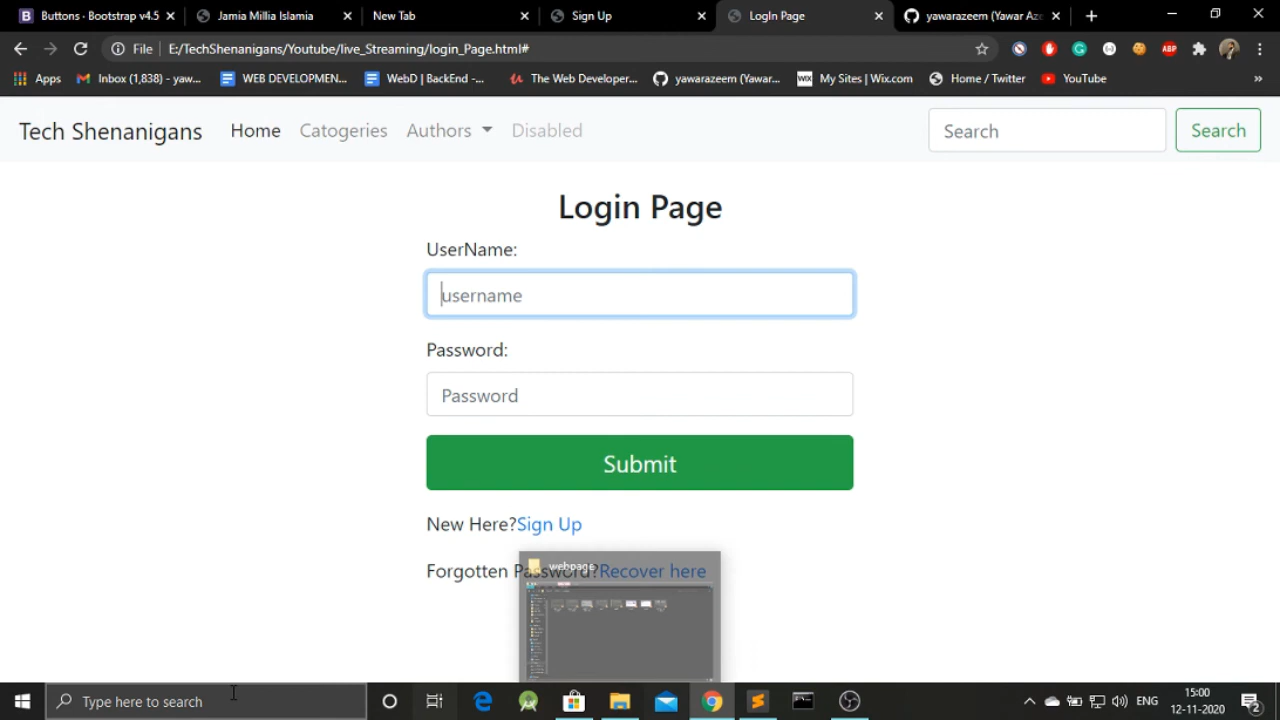 Buttons · Bootstrap v4.5
Jamia Millia Islamia
New Tab
Sign Up
LogIn Page
yawarazeem (Yawar Aze
File
E:/TechShenanigans/Youtube/live_Streaming/login_Page.html#
ABP
Apps
Inbox (1,838) - yaw...
WEB DEVELOPMEN...
WebD | BackEnd -...
The Web Developer...
yawarazeem (Yawar...
WIX
My Sites | Wix.com
Home / Twitter
YouTube
»
Tech Shenanigans
Home
Catogeries
Authors
Disabled
Search
Search
Login Page
UserName:
username
Password:
Password
Submit
New Here?Sign Up
Forgotten Password?Recover here
webpage
Type here to search
ENG
15:00
12-11-2020
2